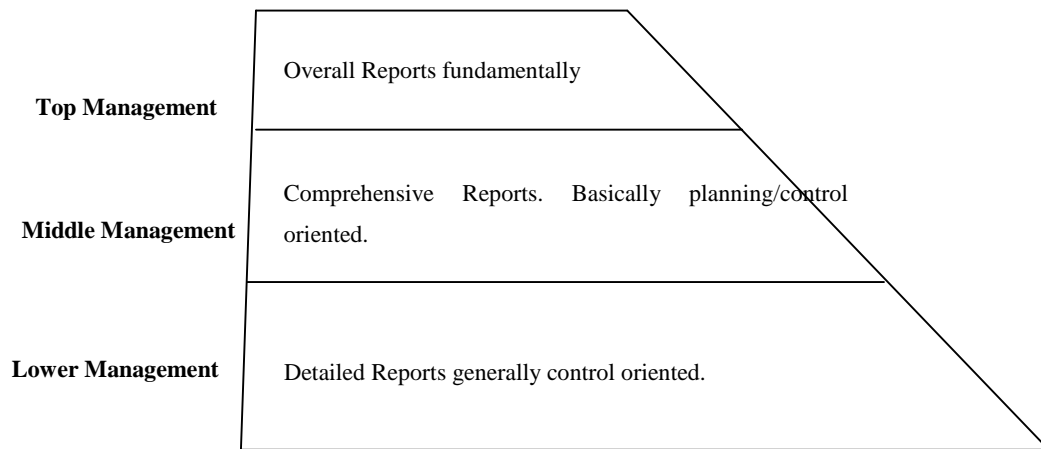 Overall Reports fundamentally
Top Management
Comprehensive Reports. Basically planning/control
oriented.
Middle Management
Lower Management
Detailed Reports generally control oriented.